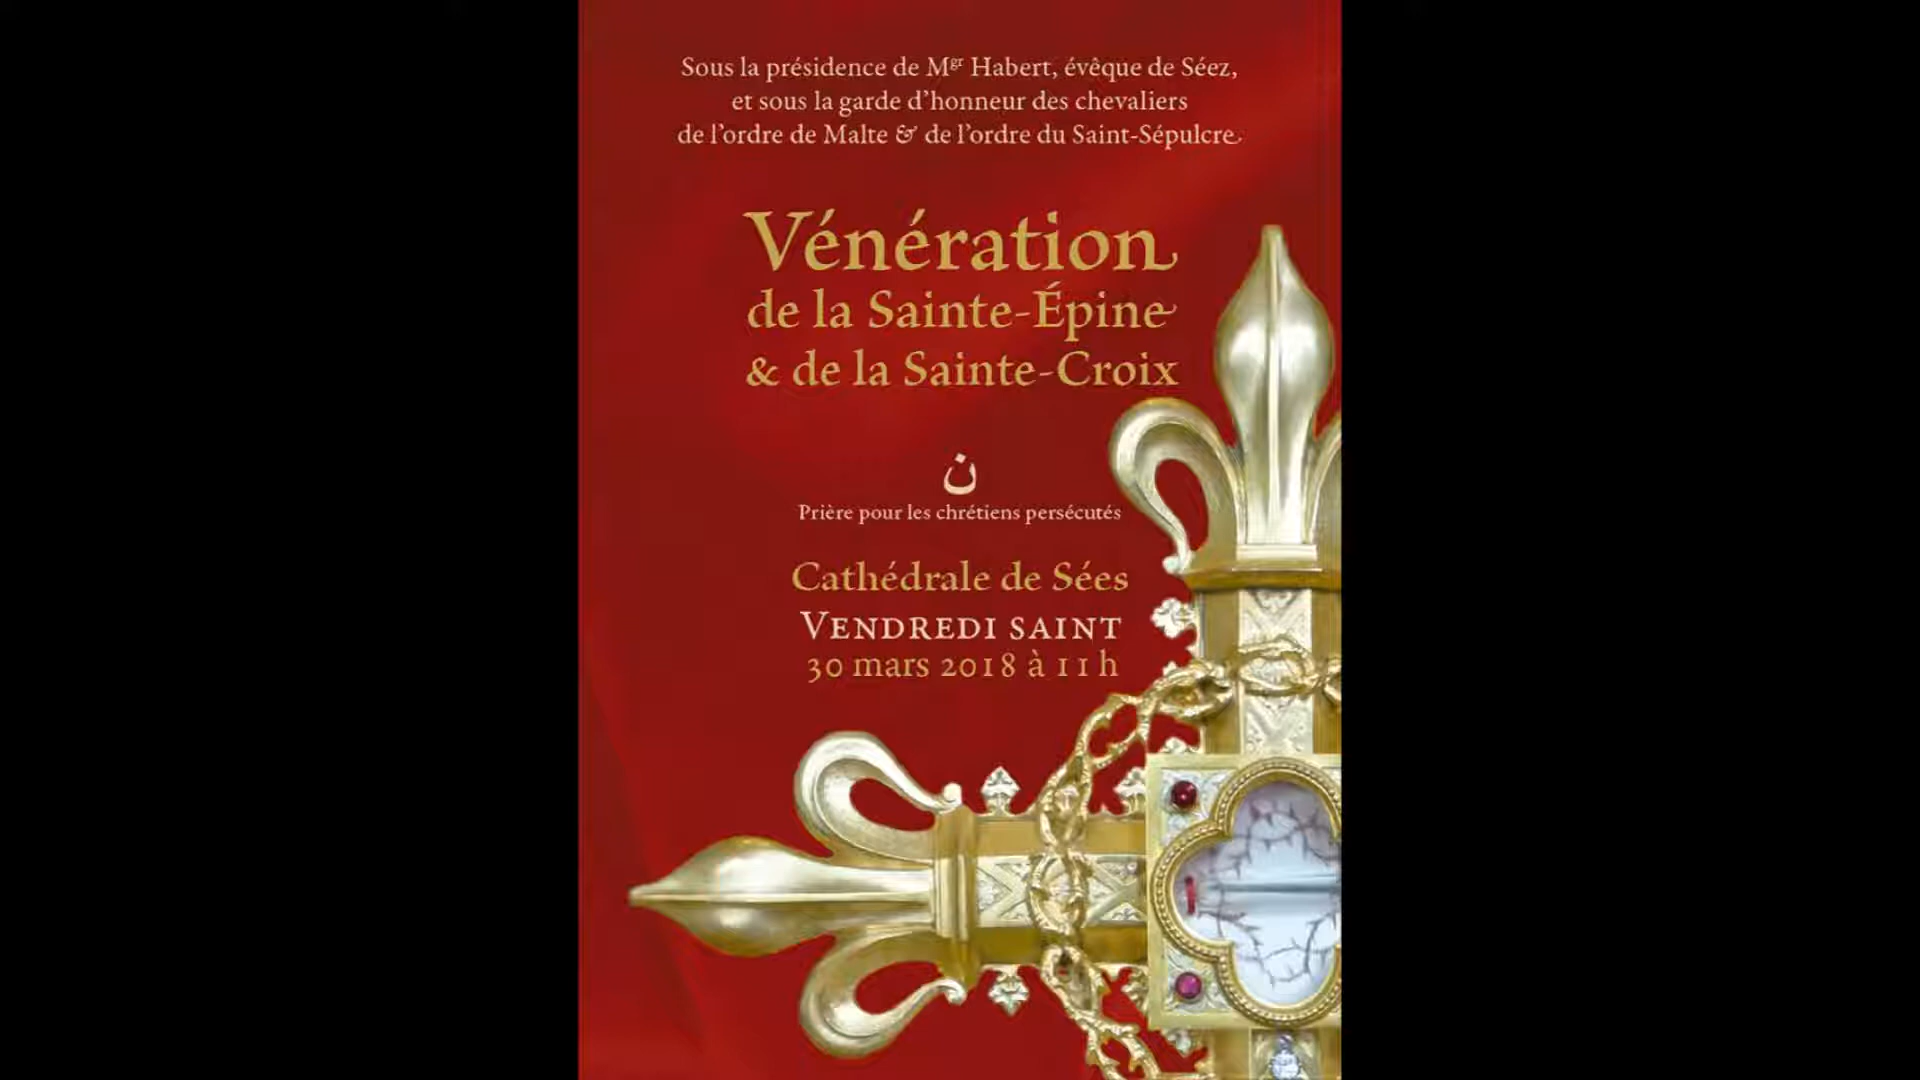 Sous la présidence de Mgr Habert, évêque de Séez,
et sous la garde d'honneur des chevaliers
de l'ordre de Malte & de l'ordre du Saint-Sépulcre
Vénération
de la Sainte-Épine
& de la Sainte-Croix
ن
Prière pour les chrétiens persécutés
Cathédrale de Sées
VENDREDI SAINT
30 mars 2018 à 11h